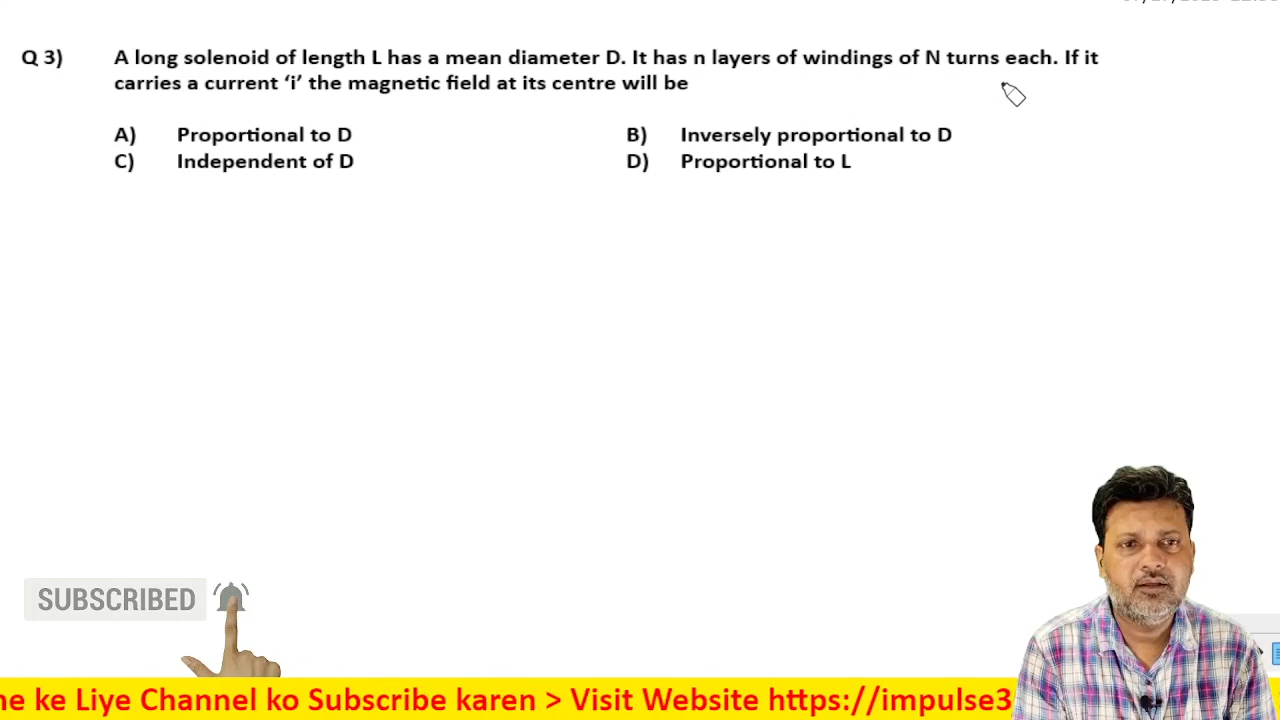 Q 3) A long solenoid of length L has a mean diameter D. It has n layers of windings of N turns each. If it
carries a current ‘i’ the magnetic field at its centre will be
A) Proportional to D B) Inversely proportional to D
C) Independent of D D) Proportional to L
SUBSCRIBED
ke Liye Channel ko Subscribe karen > Visit Website https://impulse3